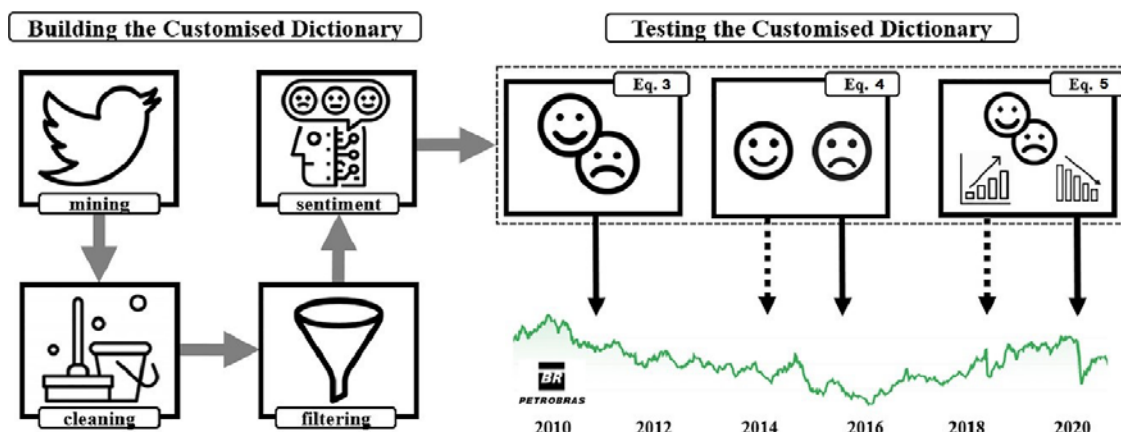 Building the Customised Dictionary
Testing the Customised Dictionary
mining
sentiment
cleaning
filtering
Eq. 3
Eq. 4
Eq. 5
BR
PETROBRAS
2010 2012 2014 2016 2018 2020